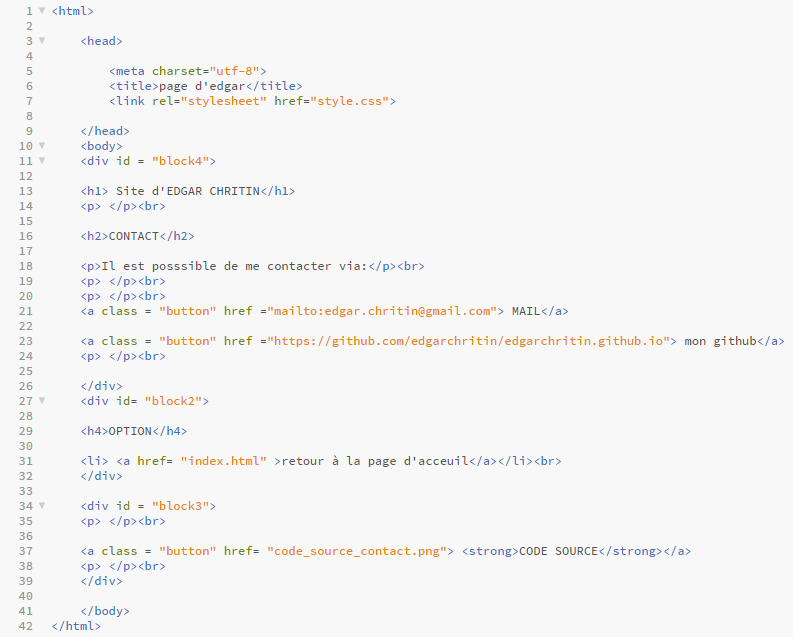 1 <html>
2
3 <head>
4
5 <meta charset="utf-8">
6 <title>page d'edgar</title>
7 <link rel="stylesheet" href="style.css">
8
9 </head>
10 <body>
11 <div id = "block4">
12
13 <h1> Site d'EDGAR CHRITIN</h1>
14 <p> </p><br>
15
16 <h2>CONTACT</h2>
17
18 <p>Il est posssible de me contacter via:</p><br>
19 <p> </p><br>
20 <p> </p><br>
21 <a class = "button" href ="mailto:edgar.chritin@gmail.com"> MAIL</a>
22
23 <a class = "button" href ="https://github.com/edgarchritin/edgarchritin.github.io"> mon github</a>
24 <p> </p><br>
25
26 </div>
27 <div id= "block2">
28
29 <h4>OPTION</h4>
30
31 <li> <a href= "index.html" >retour à la page d'acceuil</a></li><br>
32 </div>
33
34 <div id = "block3">
35 <p> </p><br>
36
37 <a class = "button" href= "code_source_contact.png"> <strong>CODE SOURCE</strong></a>
38 <p> </p><br>
39 </div>
40
41 </body>
42 </html>